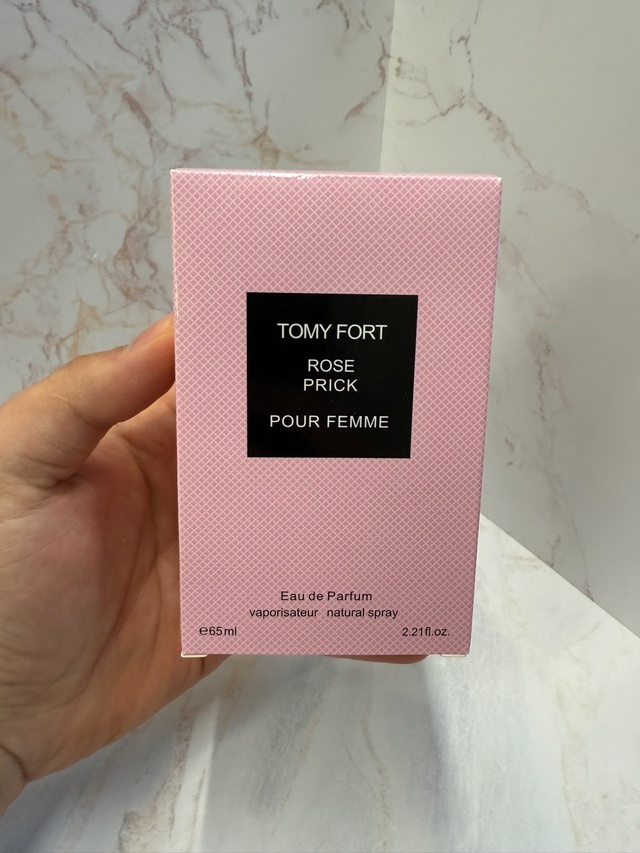 TOMY FORT
ROSE
PRICK
POUR FEMME
Eau de Parfum
vaporisateur natural spray
℮65ml 2.21fl.oz.